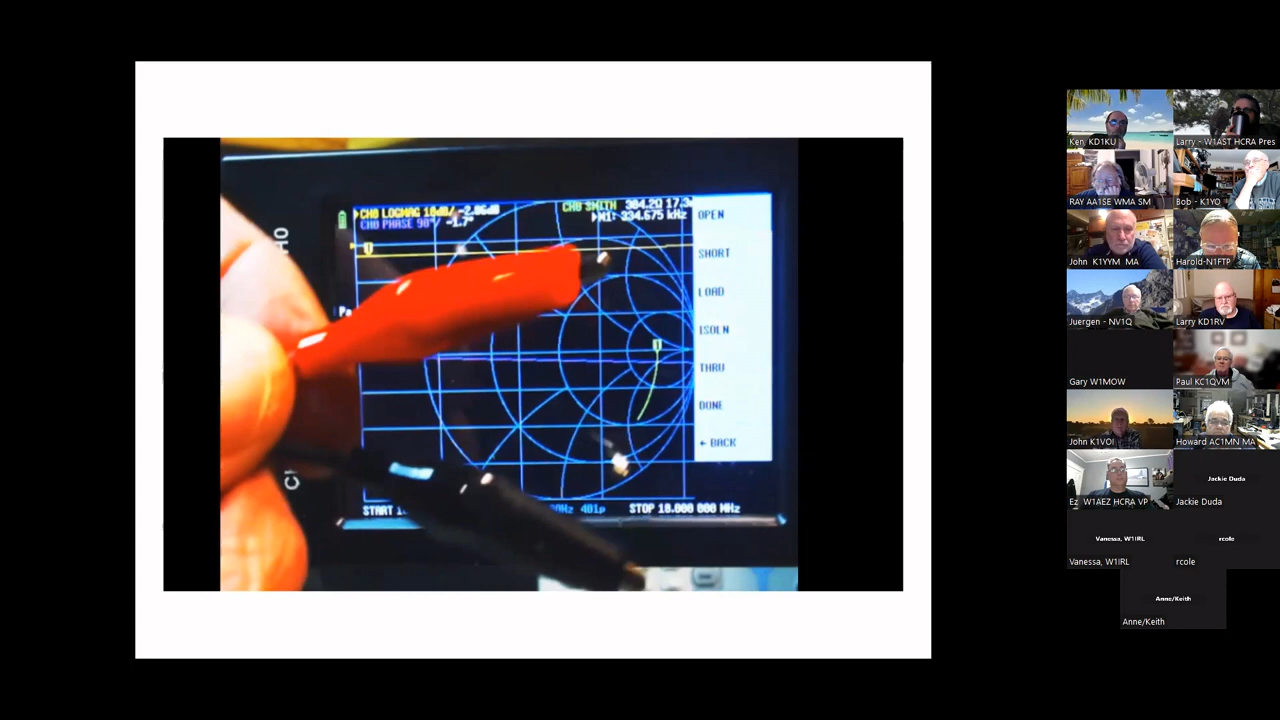 CH0 LOGMAG 10dB/ -2.06dB
CH0 PHASE 90°/ -1.7°
CH0 SMITH
M1: 334.675 kHz
OPEN
SHORT
LOAD
ISOLN
THRU
DONE
← BACK
START
401p
STOP 10.000 000 MHz
Ken, KD1KU
Larry - W1AST HCRA Pres
RAY AA1SE WMA SM
Bob - K1YO
John K1YYM MA
Harold-N1FTP
Juergen - NV1Q
Larry KD1RV
Gary W1MOW
Paul KC1QVM
John K1VOI
Howard AC1MN MA
Ez W1AEZ HCRA VP
Jackie Duda
Jackie Duda
Vanessa, W1IRL
rcole
Vanessa, W1IRL
rcole
Anne/Keith
Anne/Keith